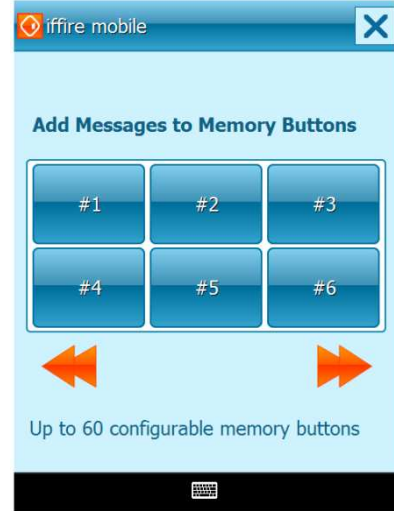 iffire mobile
Add Messages to Memory Buttons
#1 #2 #3
#4 #5 #6
Up to 60 configurable memory buttons